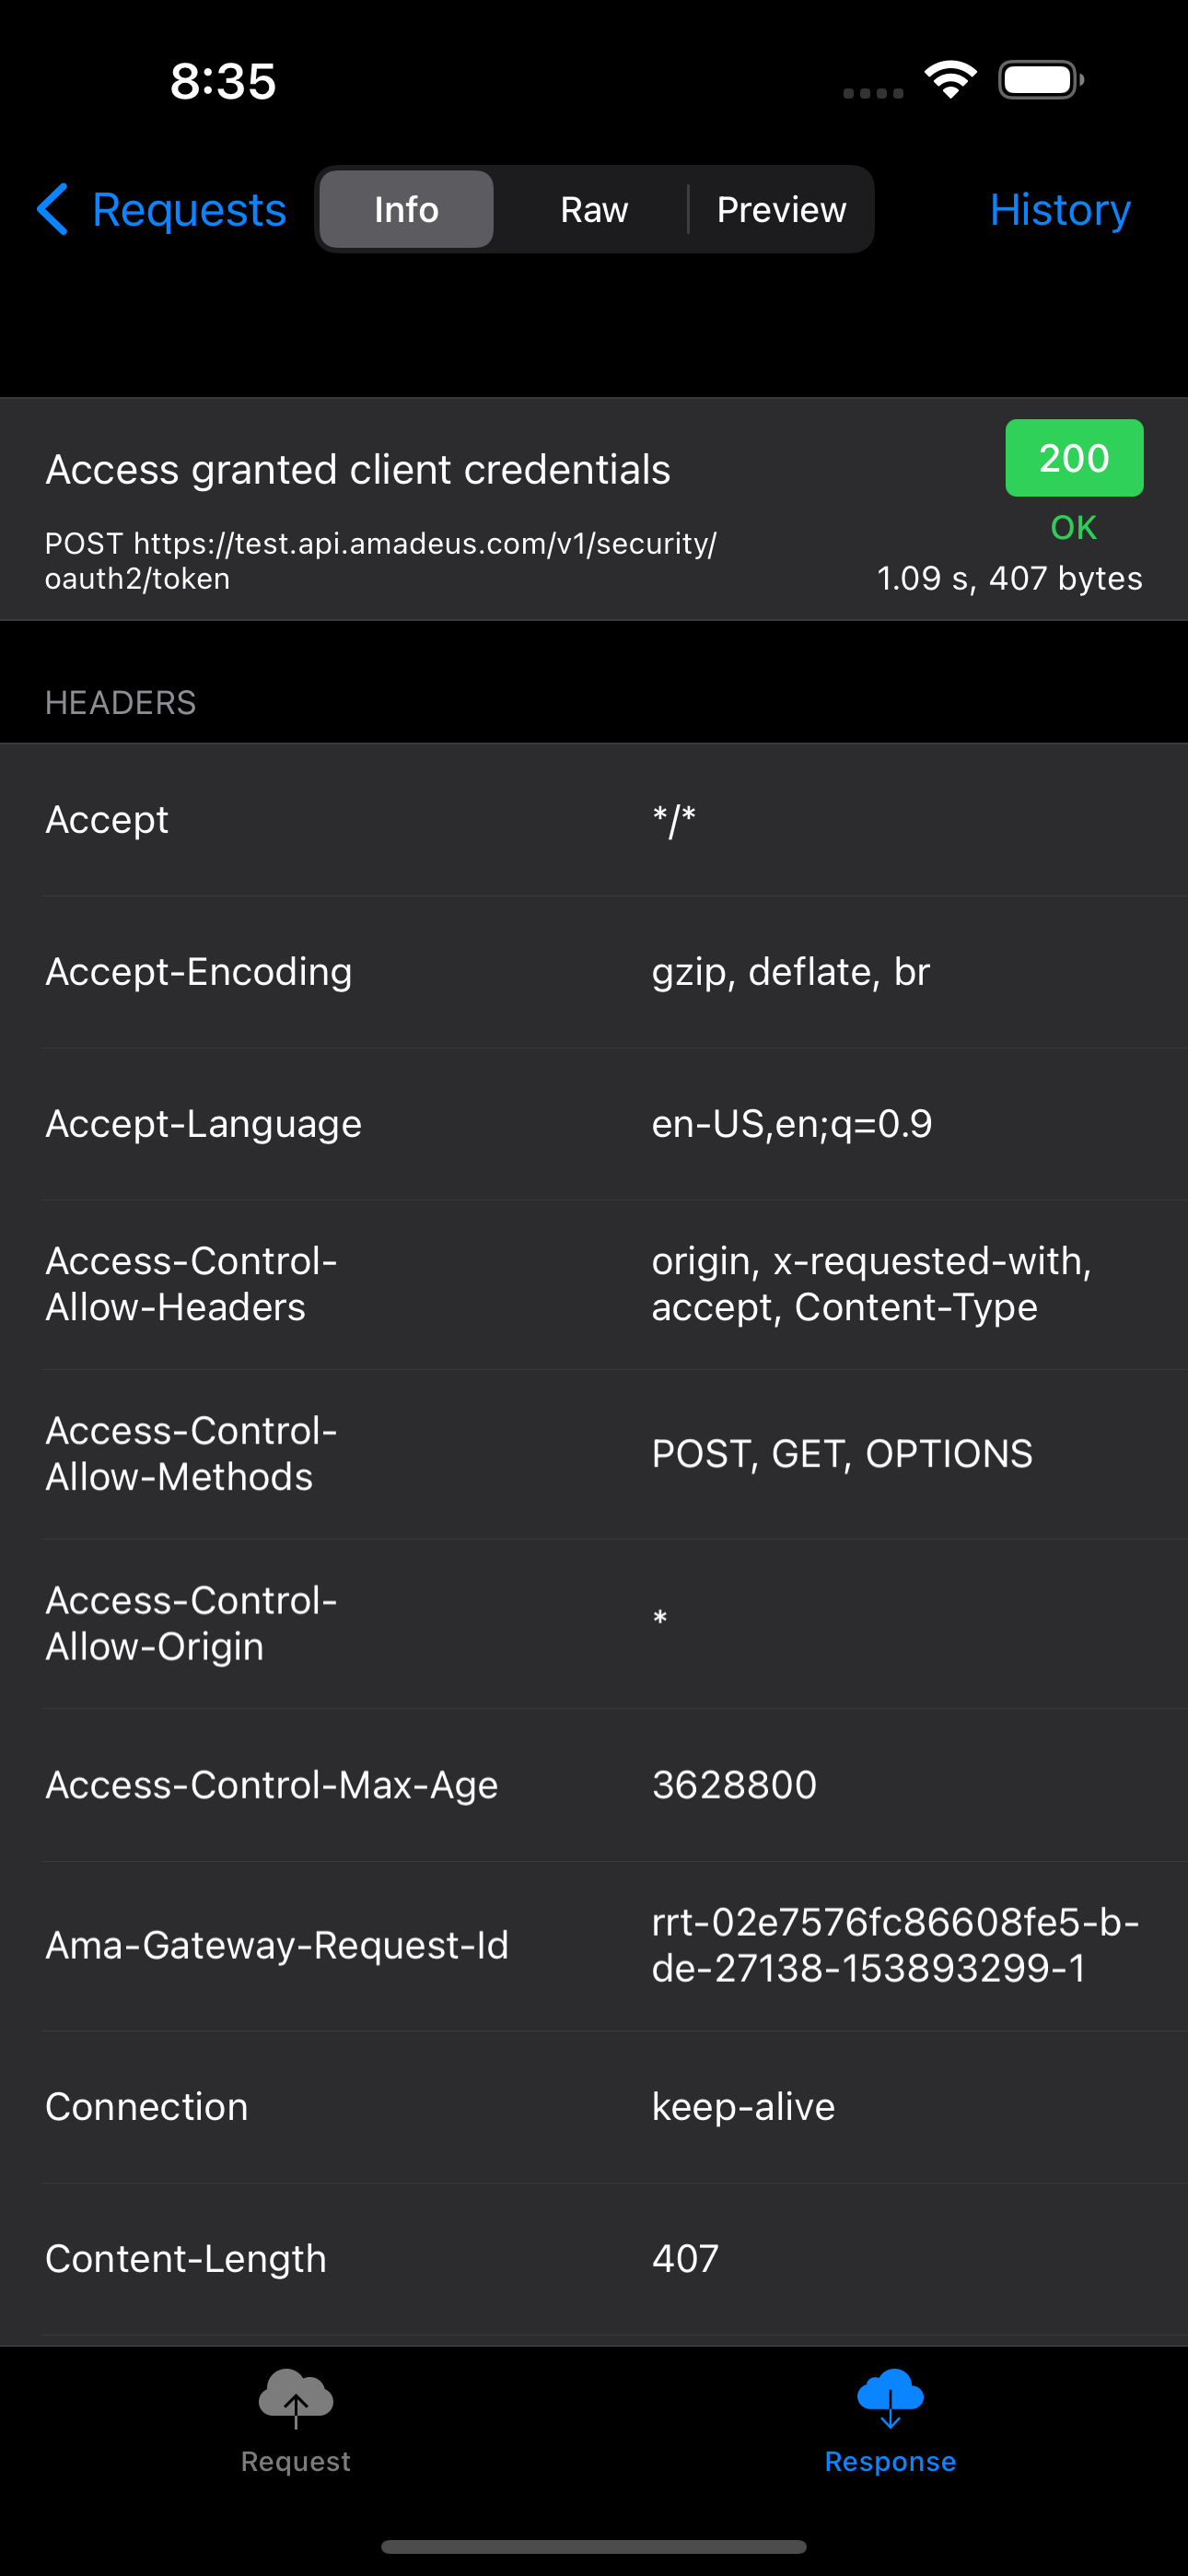 8:35
Requests
Info
Raw
Preview
History
Access granted client credentials
200
OK
POST https://test.api.amadeus.com/v1/security/
oauth2/token
1.09 s, 407 bytes
HEADERS
Accept
*/*
Accept-Encoding
gzip, deflate, br
Accept-Language
en-US,en;q=0.9
Access-Control-
Allow-Headers
origin, x-requested-with,
accept, Content-Type
Access-Control-
Allow-Methods
POST, GET, OPTIONS
Access-Control-
Allow-Origin
*
Access-Control-Max-Age
3628800
Ama-Gateway-Request-Id
rrt-02e7576fc86608fe5-b-
de-27138-153893299-1
Connection
keep-alive
Content-Length
407
Request
Response